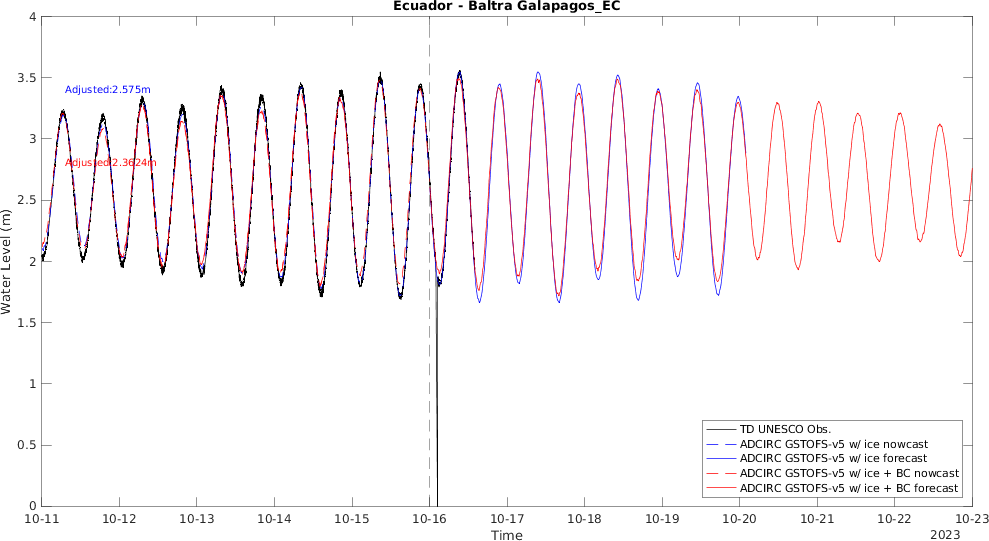 Ecuador - Baltra Galapagos_EC
4
3.5
3
2.5
2
1.5
1
0.5
0
Water Level (m)
Adjusted:2.575m
Adjusted:2.3624m
TD UNESCO Obs.
ADCIRC GSTOFS-v5 w/ ice nowcast
ADCIRC GSTOFS-v5 w/ ice forecast
ADCIRC GSTOFS-v5 w/ ice + BC nowcast
ADCIRC GSTOFS-v5 w/ ice + BC forecast
10-11 10-12 10-13 10-14 10-15 10-16 10-17 10-18 10-19 10-20 10-21 10-22 10-23
Time
2023